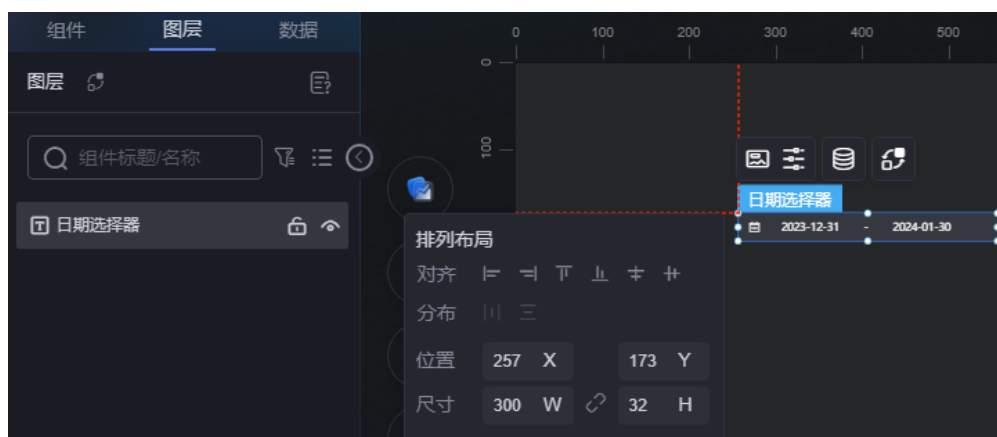 组件 图层 数据
0 100 200 300 400 500
图层
0
组件标题/名称
100
日期选择器
日期选择器
2023-12-31 - 2024-01-30
排列布局
对齐
分布
位置 257 X 173 Y
尺寸 300 W 32 H